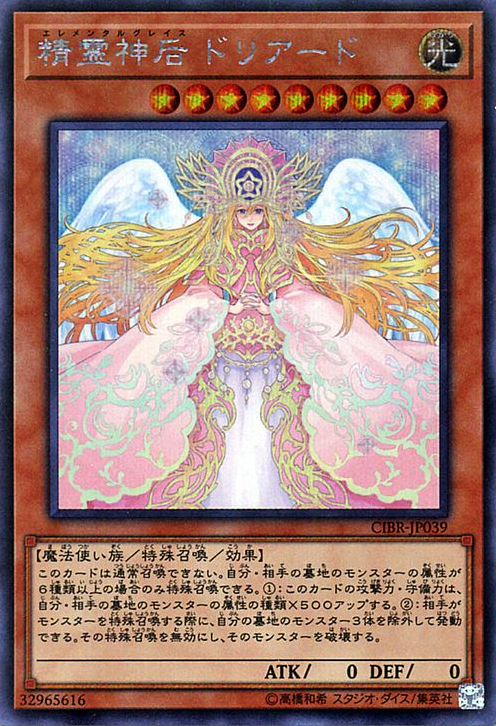 エレメンタルグレイス
精霊神后 ドリアード
光
CIBR-JP039
【魔法使い族／特殊召喚／効果】
このカードは通常召喚できない。自分・相手の墓地のモンスターの属性が
６種類以上の場合のみ特殊召喚できる。①：このカードの攻撃力・守備力は、
自分・相手の墓地のモンスターの属性の種類×５００アップする。②：相手が
モンスターを特殊召喚する際に、自分の墓地のモンスター３体を除外して発動
できる。その特殊召喚を無効にし、そのモンスターを破壊する。
ATK/ 0 DEF/ 0
32965616
©高橋和希 スタジオ・ダイス/集英社